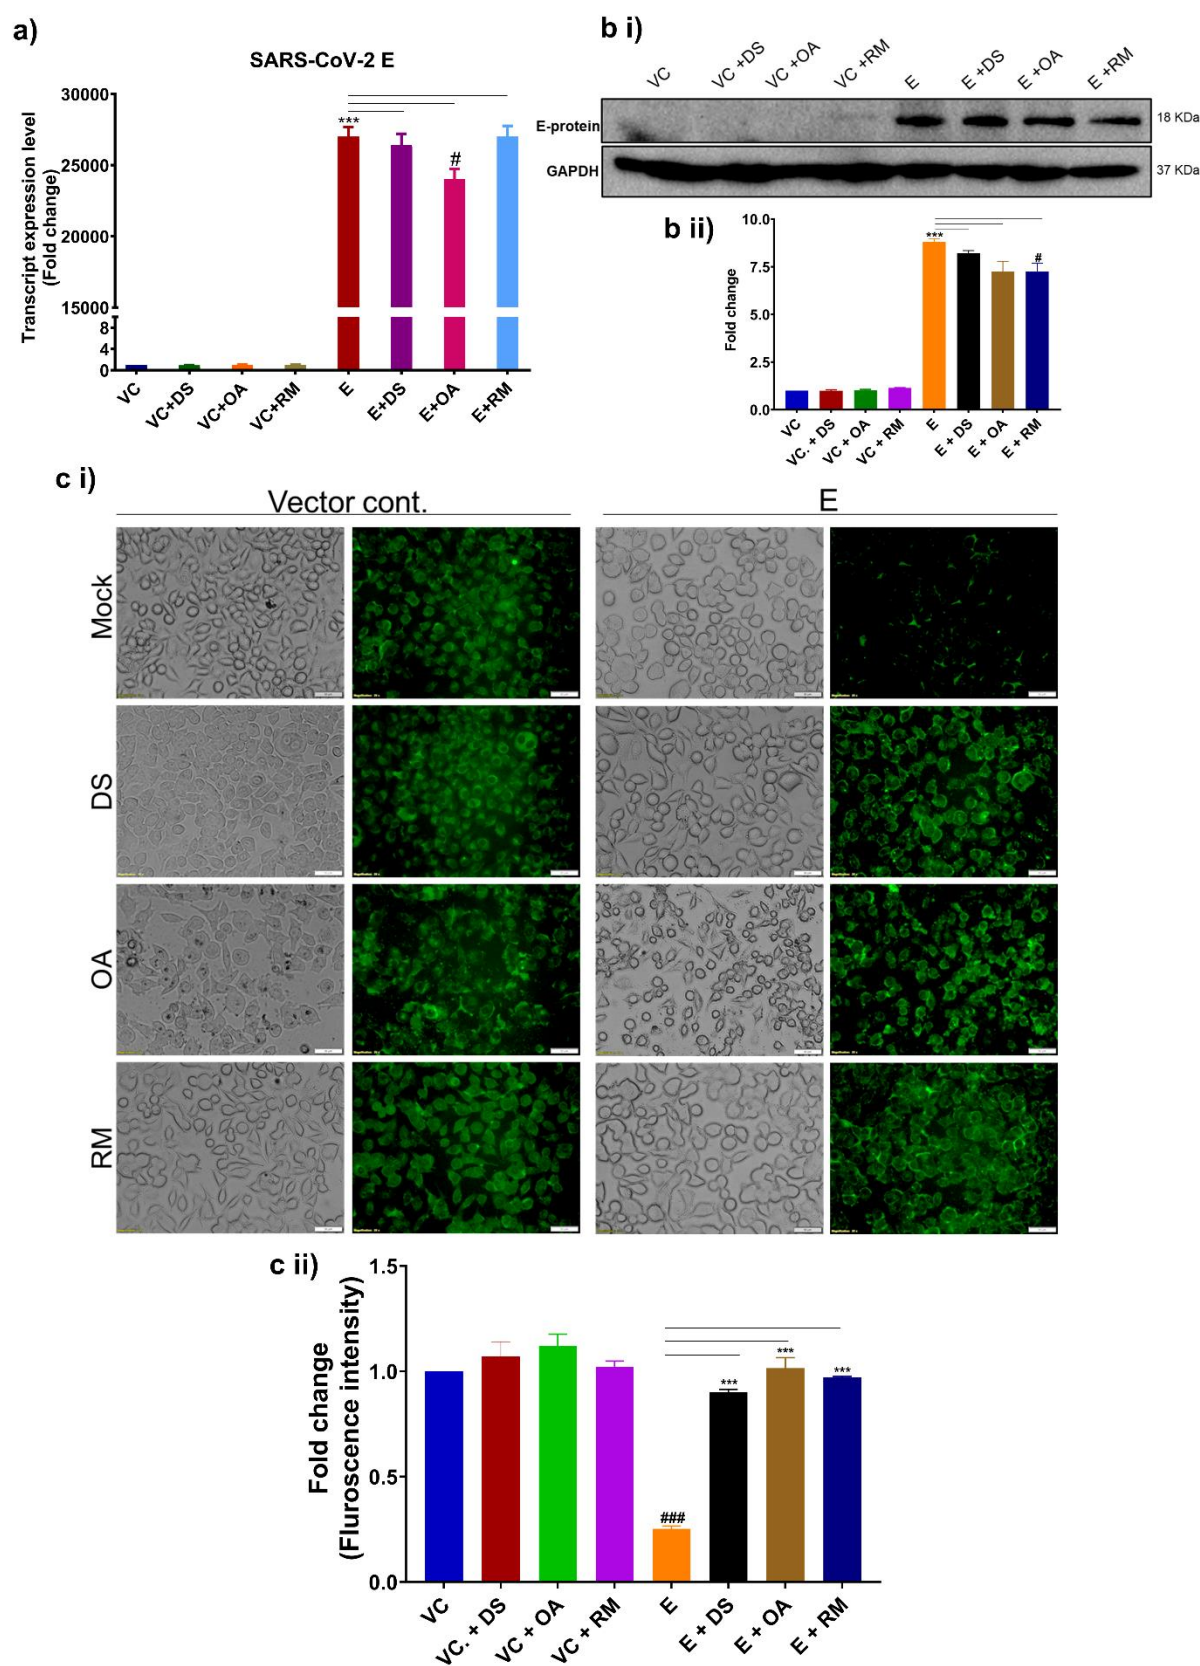 a)
SARS-CoV-2 E
Transcript expression level
(Fold change)
30000
25000
20000
15000
8
4
0
***
#
VC
VC+DS
VC+OA
VC+RM
E
E+DS
E+OA
E+RM
b i)
VC
VC +DS
VC +OA
VC +RM
E
E +DS
E +OA
E +RM
E-protein
18 KDa
GAPDH
37 KDa
b ii)
Fold change
10.0
7.5
5.0
2.5
0.0
***
#
VC
VC. + DS
VC + OA
VC + RM
E
E + DS
E + OA
E + RM
c i)
Vector cont.
E
Mock
DS
OA
RM
c ii)
Fold change
(Fluroscence intensity)
1.5
1.0
0.5
0.0
###
***
***
***
VC
VC. + DS
VC + OA
VC + RM
E
E + DS
E + OA
E + RM